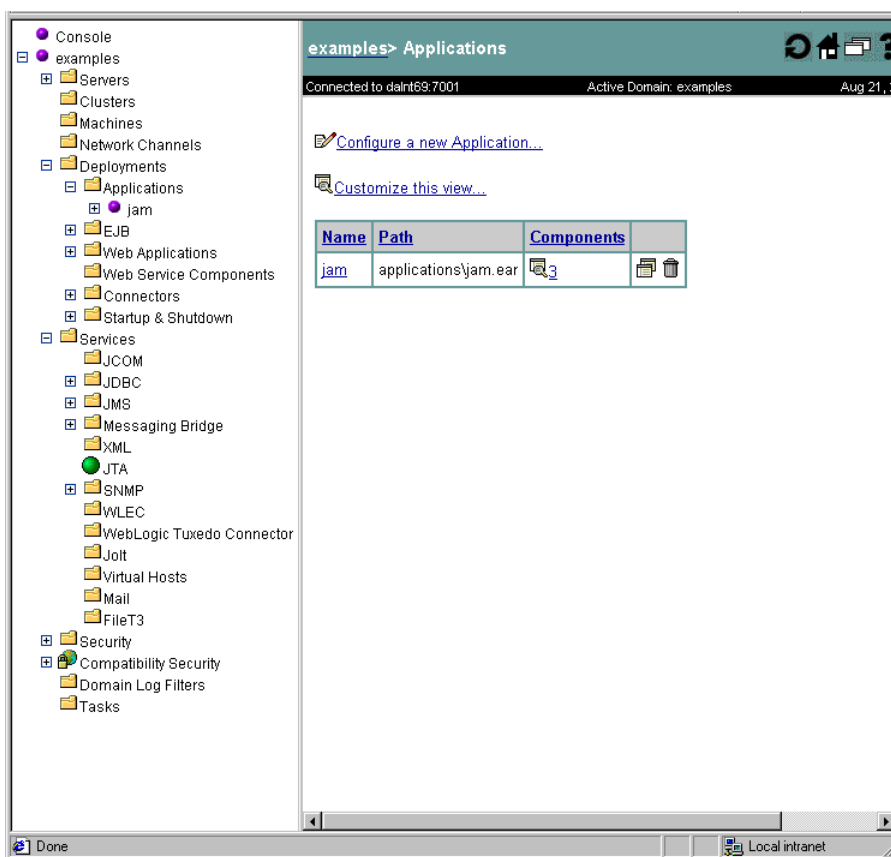 Console
examples
Servers
Clusters
Machines
Network Channels
Deployments
Applications
jam
EJB
Web Applications
Web Service Components
Connectors
Startup & Shutdown
Services
JCOM
JDBC
JMS
Messaging Bridge
XML
JTA
SNMP
WLEC
WebLogic Tuxedo Connector
Jolt
Virtual Hosts
Mail
FileT3
Security
Compatibility Security
Domain Log Filters
Tasks
examples> Applications
Connected to dalnt69:7001 Active Domain: examples Aug 21,
Configure a new Application...
Customize this view...
Name Path Components
jam applications\jam.ear 3
Done Local intranet